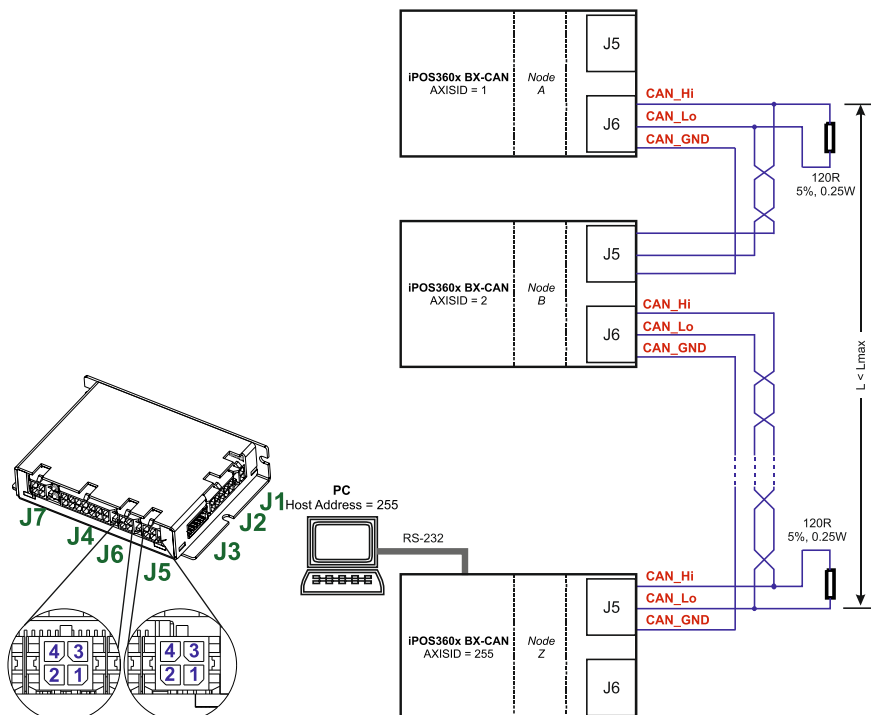 iPOS360x BX-CAN
AXISID = 1
Node
A
J5
J6
CAN_Hi
CAN_Lo
CAN_GND
120R
5%, 0.25W
iPOS360x BX-CAN
AXISID = 2
Node
B
J5
J6
CAN_Hi
CAN_Lo
CAN_GND
L < Lmax
J7
J4
J6
J5
J3
J2
J1
4 3
2 1
4 3
2 1
PC
Host Address = 255
RS-232
120R
5%, 0.25W
iPOS360x BX-CAN
AXISID = 255
Node
Z
J5
J6
CAN_Hi
CAN_Lo
CAN_GND